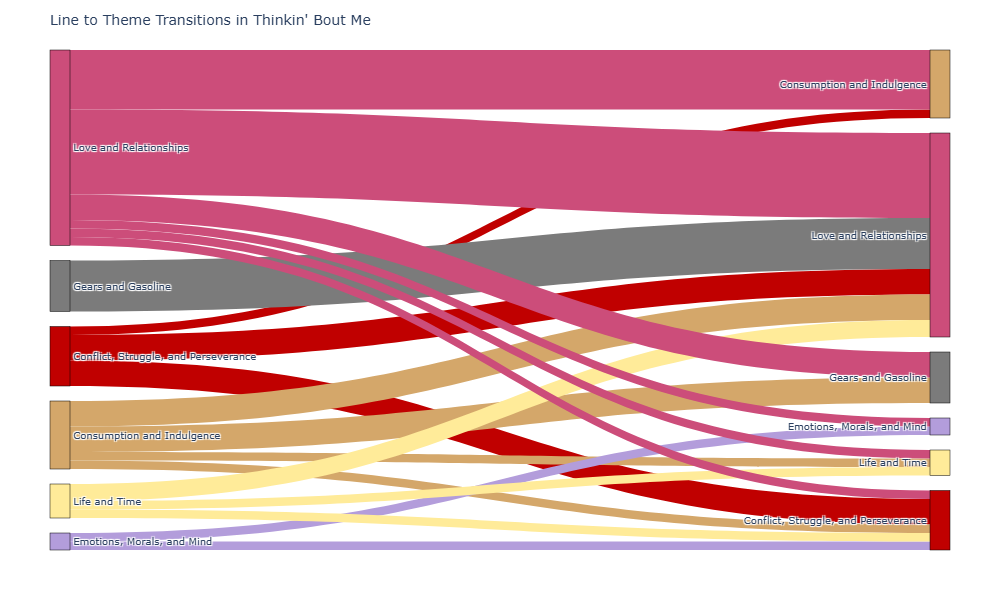 Line to Theme Transitions in Thinkin' Bout Me
Love and Relationships
Gears and Gasoline
Conflict, Struggle, and Perseverance
Consumption and Indulgence
Life and Time
Emotions, Morals, and Mind
Consumption and Indulgence
Love and Relationships
Gears and Gasoline
Emotions, Morals, and Mind
Life and Time
Conflict, Struggle, and Perseverance